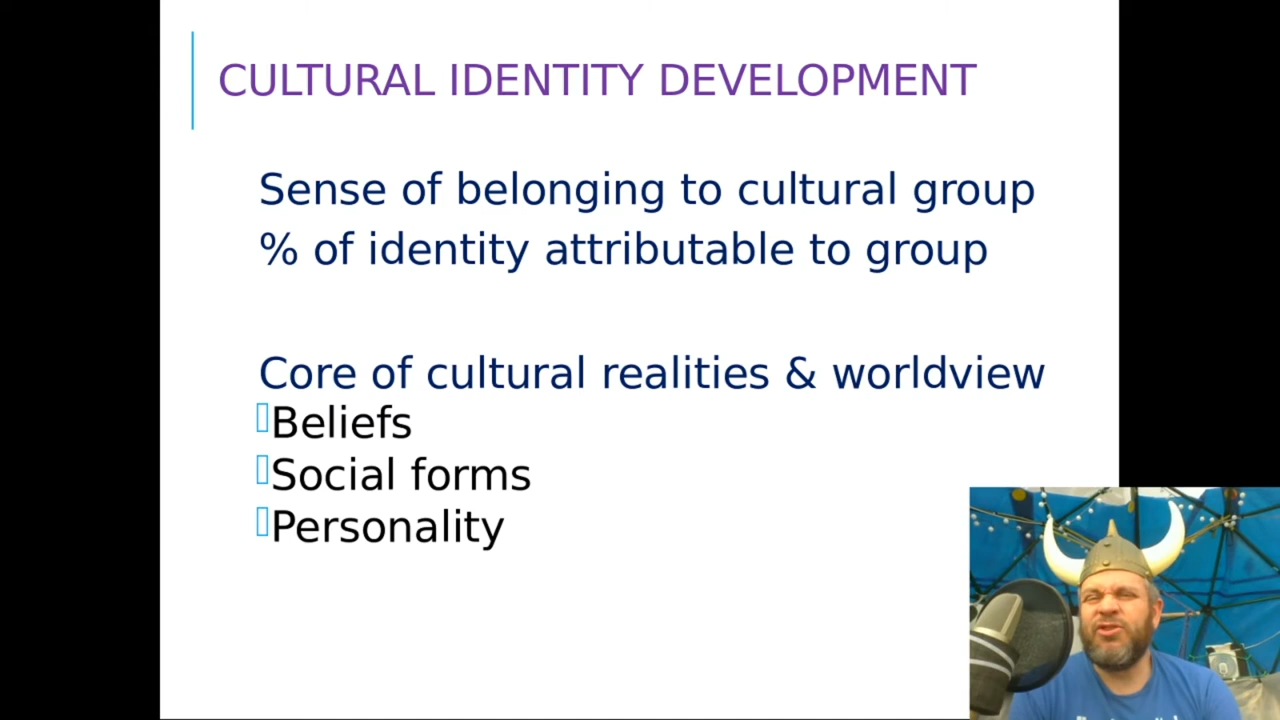 CULTURAL IDENTITY DEVELOPMENT
Sense of belonging to cultural group
% of identity attributable to group
Core of cultural realities & worldview
Beliefs
Social forms
Personality